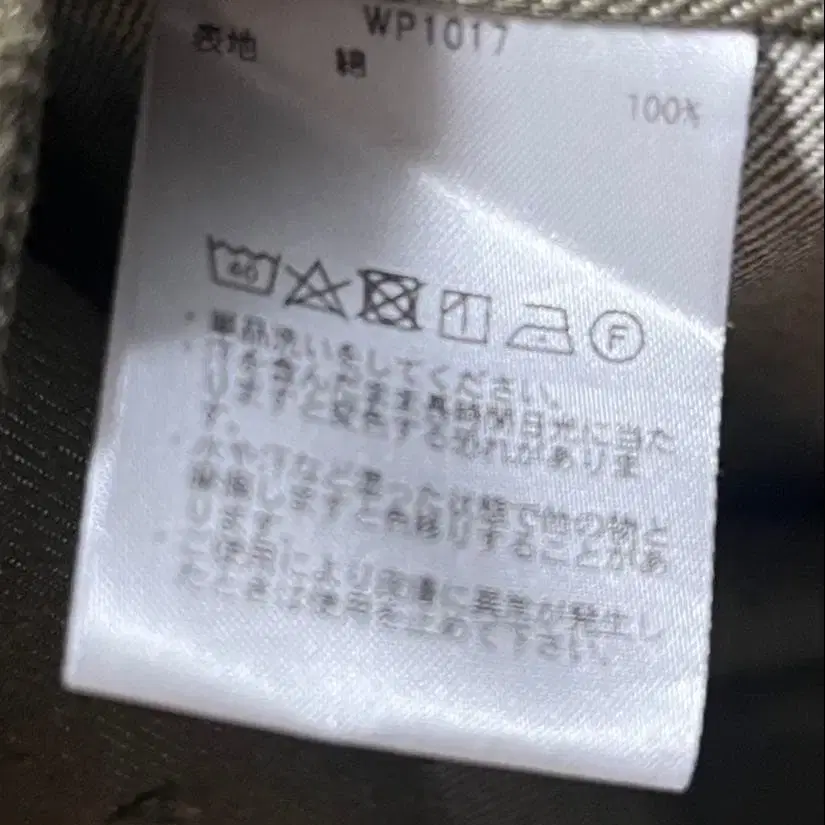 WP1017
表地 綿 100%
40
F
・単品洗いをしてください。
・汗を含んだまま長時間日光に当た
りますと変色する恐れがありま
す。
・水や汗など湿った状態で他の物と
摩擦しますと色移りすることがあ
ります。
・ご使用により皮膚に異常が発生し
たときは使用を止めて下さい。